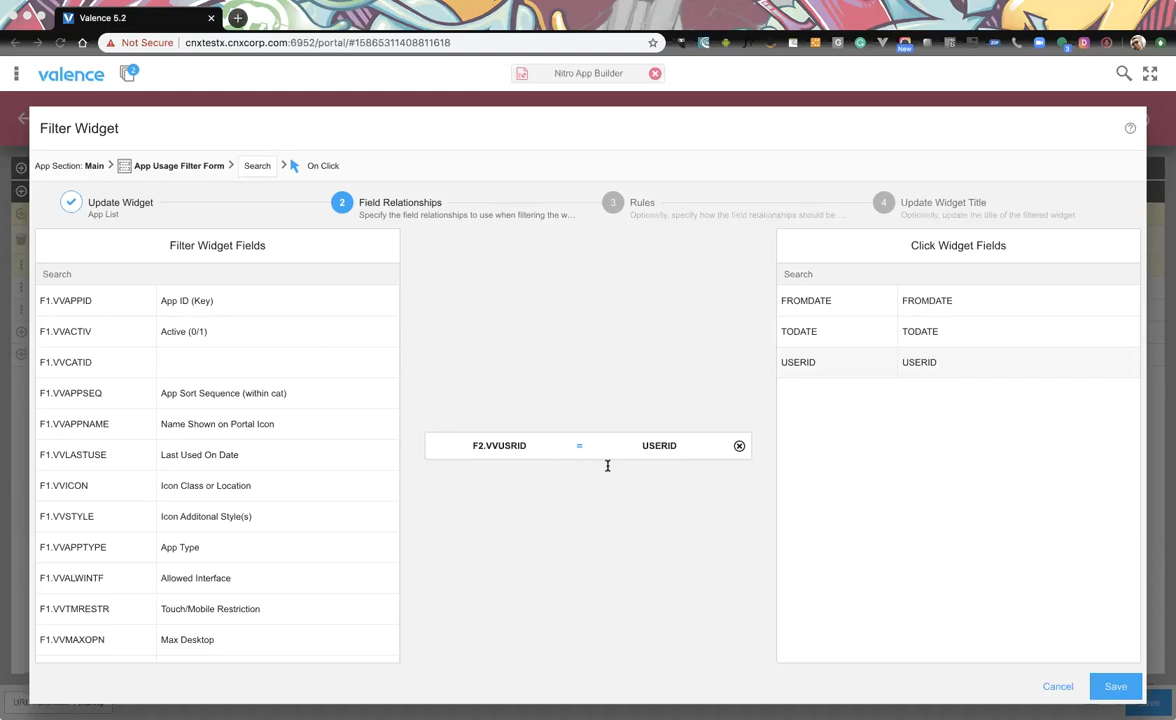 Valence 5.2
Not Secure
cnxtestx.cnxcorp.com:6952/portal/#15865311408811618
New
3
valence
2
Nitro App Builder
Filter Widget
App Section: Main
App Usage Filter Form
Search
On Click
Update Widget
App List
2
Field Relationships
Specify the field relationships to use when filtering the w...
3
Rules
Optionally, specify how the field relationships should be ...
4
Update Widget Title
Optionally, update the title of the filtered widget
Filter Widget Fields
Search
F1.VVAPPID App ID (Key)
F1.VVACTIV Active (0/1)
F1.VVCATID
F1.VVAPPSEQ App Sort Sequence (within cat)
F1.VVAPPNAME Name Shown on Portal Icon
F1.VVLASTUSE Last Used On Date
F1.VVICON Icon Class or Location
F1.VVSTYLE Icon Additonal Style(s)
F1.VVAPPTYPE App Type
F1.VVALWINTF Allowed Interface
F1.VVTMRESTR Touch/Mobile Restriction
F1.VVMAXOPN Max Desktop
F2.VVUSRID = USERID
Click Widget Fields
Search
FROMDATE FROMDATE
TODATE TODATE
USERID USERID
Cancel
Save